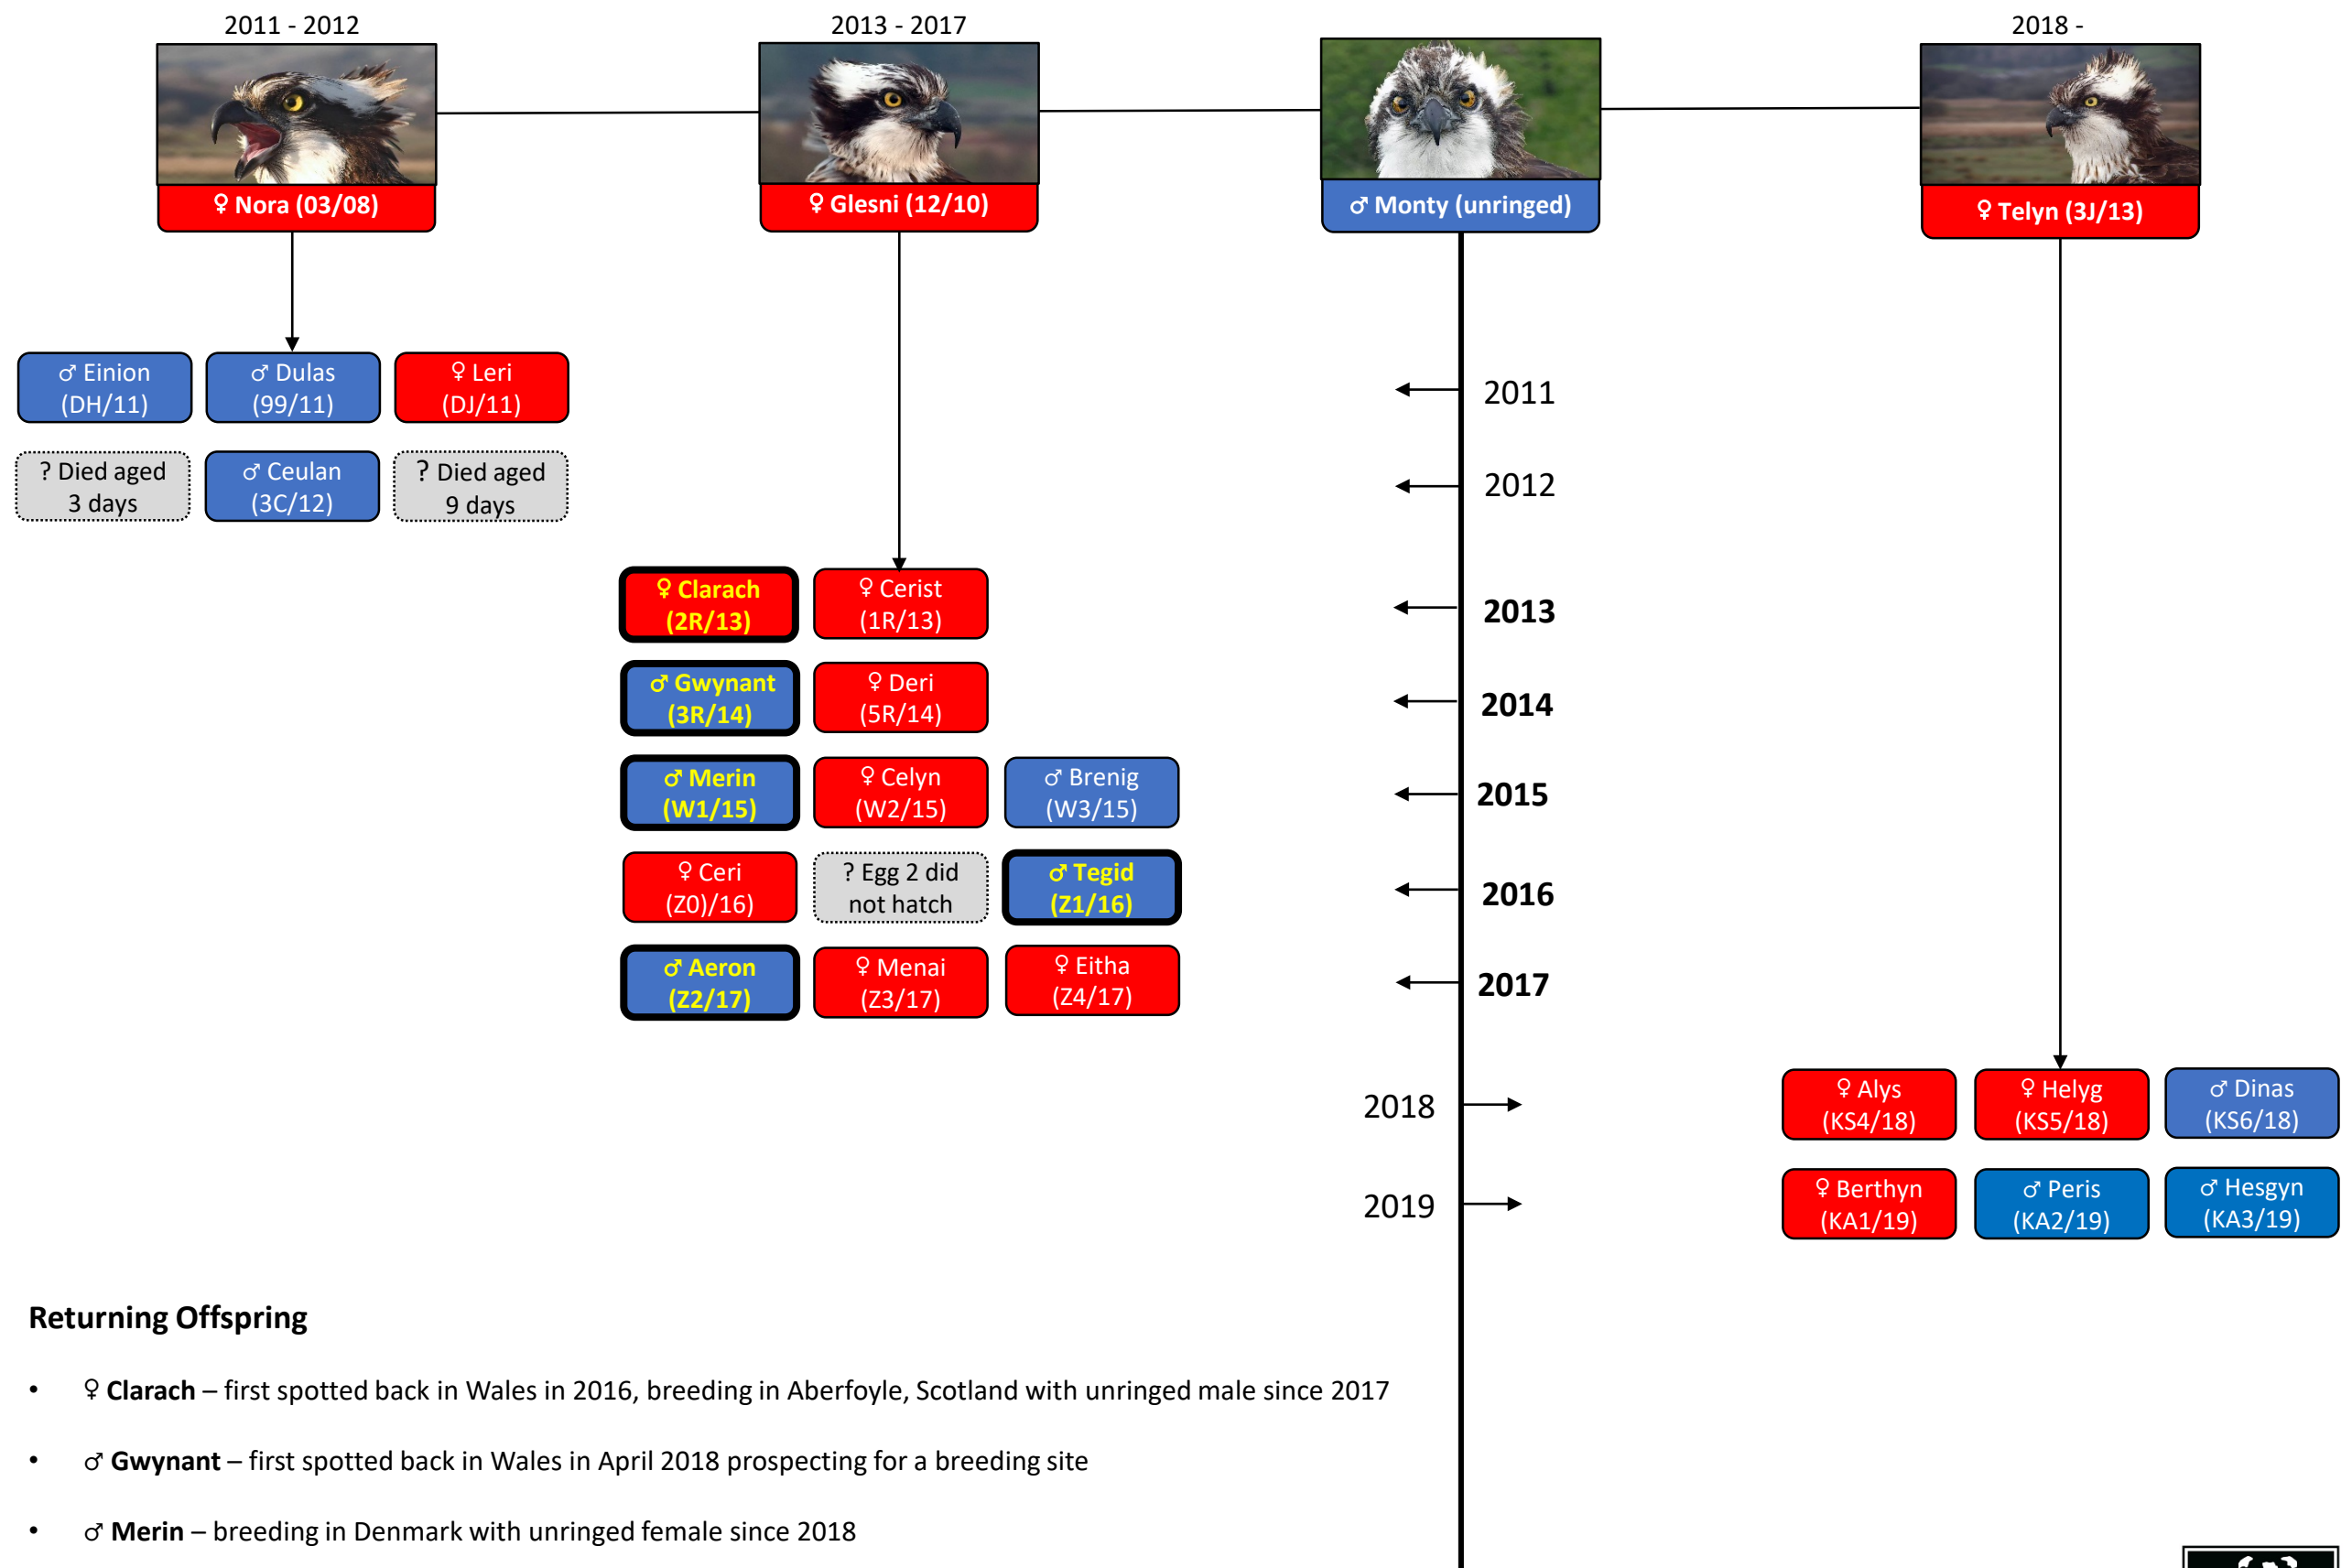 2011 - 2012
2013 - 2017
2018 -
♀ Nora (03/08)
♀ Glesni (12/10)
♂ Monty (unringed)
♀ Telyn (3J/13)
♂ Einion
(DH/11)
♂ Dulas
(99/11)
♀ Leri
(DJ/11)
2011
? Died aged
3 days
♂ Ceulan
(3C/12)
? Died aged
9 days
2012
♀ Clarach
(2R/13)
♀ Cerist
(1R/13)
2013
♂ Gwynant
(3R/14)
♀ Deri
(5R/14)
2014
♂ Merin
(W1/15)
♀ Celyn
(W2/15)
♂ Brenig
(W3/15)
2015
♀ Ceri
(Z0)/16)
? Egg 2 did
not hatch
♂ Tegid
(Z1/16)
2016
♂ Aeron
(Z2/17)
♀ Menai
(Z3/17)
♀ Eitha
(Z4/17)
2017
2018
♀ Alys
(KS4/18)
♀ Helyg
(KS5/18)
♂ Dinas
(KS6/18)
2019
♀ Berthyn
(KA1/19)
♂ Peris
(KA2/19)
♂ Hesgyn
(KA3/19)
Returning Offspring
• ♀ Clarach – first spotted back in Wales in 2016, breeding in Aberfoyle, Scotland with unringed male since 2017
• ♂ Gwynant – first spotted back in Wales in April 2018 prospecting for a breeding site
• ♂ Merin – breeding in Denmark with unringed female since 2018